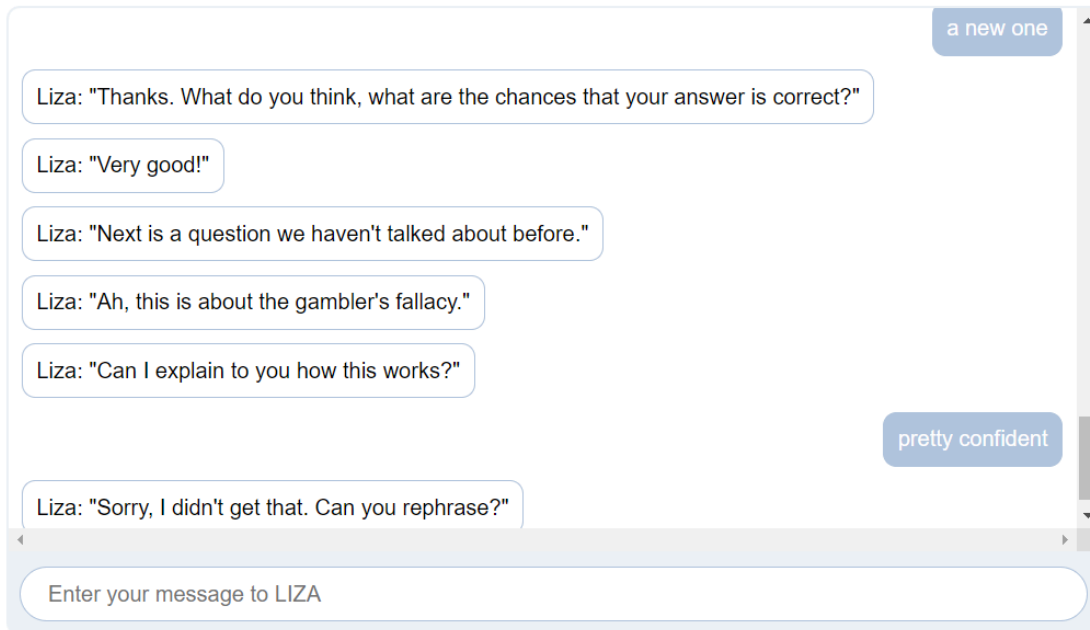 a new one
Liza: "Thanks. What do you think, what are the chances that your answer is correct?"
Liza: "Very good!"
Liza: "Next is a question we haven't talked about before."
Liza: "Ah, this is about the gambler's fallacy."
Liza: "Can I explain to you how this works?"
pretty confident
Liza: "Sorry, I didn't get that. Can you rephrase?"
Enter your message to LIZA